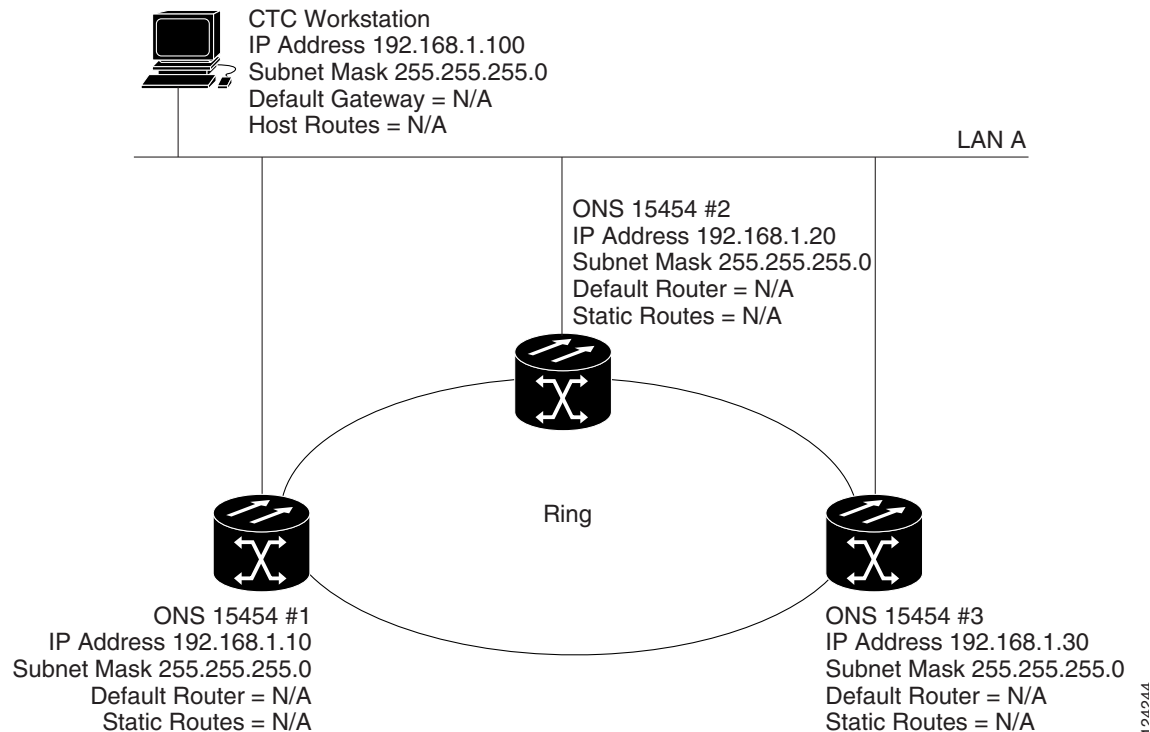 CTC Workstation
IP Address 192.168.1.100
Subnet Mask 255.255.255.0
Default Gateway = N/A
Host Routes = N/A
LAN A
ONS 15454 #2
IP Address 192.168.1.20
Subnet Mask 255.255.255.0
Default Router = N/A
Static Routes = N/A
Ring
ONS 15454 #1
IP Address 192.168.1.10
Subnet Mask 255.255.255.0
Default Router = N/A
Static Routes = N/A
ONS 15454 #3
IP Address 192.168.1.30
Subnet Mask 255.255.255.0
Default Router = N/A
Static Routes = N/A
124244